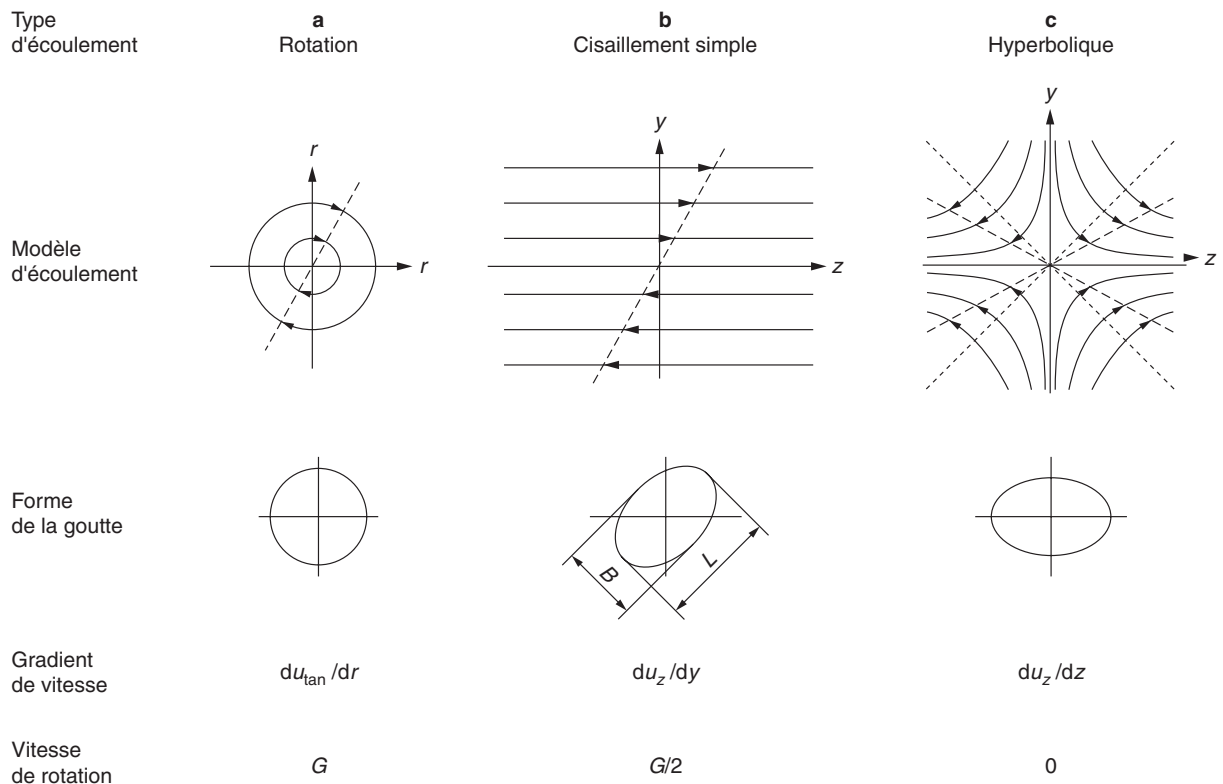 Type
d'écoulement
a
Rotation
b
Cisaillement simple
c
Hyperbolique
r
r
y
z
y
z
Modèle
d'écoulement
Forme
de la goutte
B
L
Gradient
de vitesse
du_tan/dr
du_z/dy
du_z/dz
Vitesse
de rotation
G
G/2
0